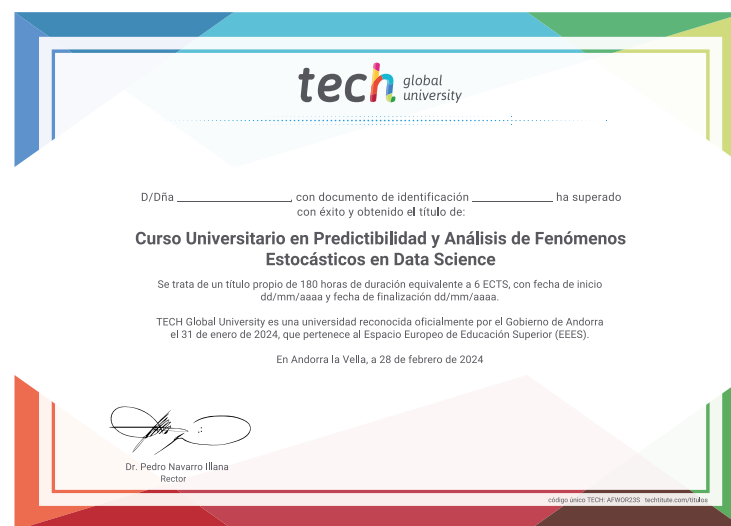 tech global
university
D/Dña ____________, con documento de identificación ____________ ha superado
con éxito y obtenido el título de:
Curso Universitario en Predictibilidad y Análisis de Fenómenos
Estocásticos en Data Science
Se trata de un título propio de 180 horas de duración equivalente a 6 ECTS, con fecha de inicio
dd/mm/aaaa y fecha de finalización dd/mm/aaaa.
TECH Global University es una universidad reconocida oficialmente por el Gobierno de Andorra
el 31 de enero de 2024, que pertenece al Espacio Europeo de Educación Superior (EEES).
En Andorra la Vella, a 28 de febrero de 2024
Dr. Pedro Navarro Illana
Rector
código único TECH: AFWOR23S techtitute.com/titulos